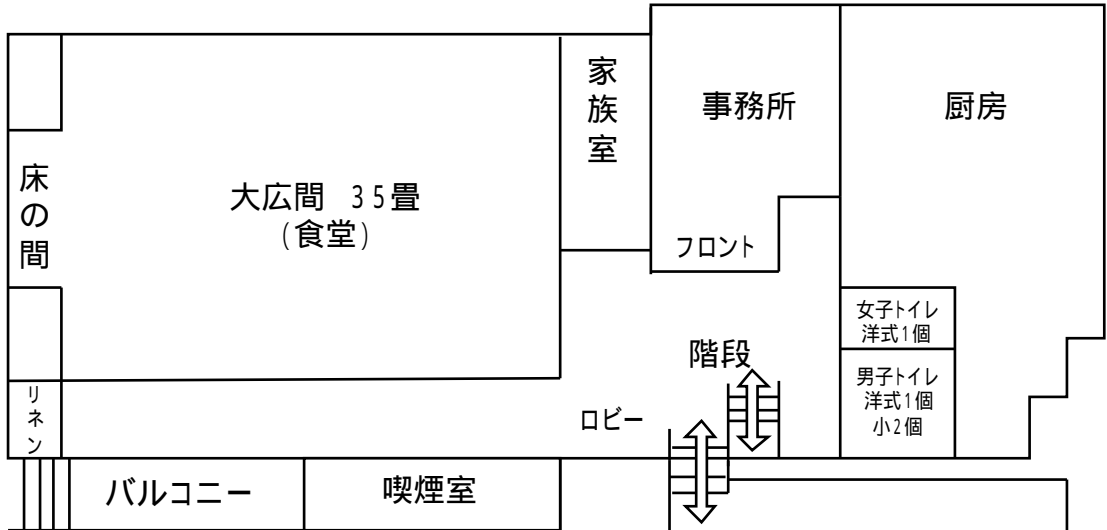 家族室
事務所
厨房
床の間
大広間 35畳
(食堂)
フロント
女子トイレ
洋式1個
階段
男子トイレ
洋式1個
小2個
リネン
ロビー
バルコニー
喫煙室